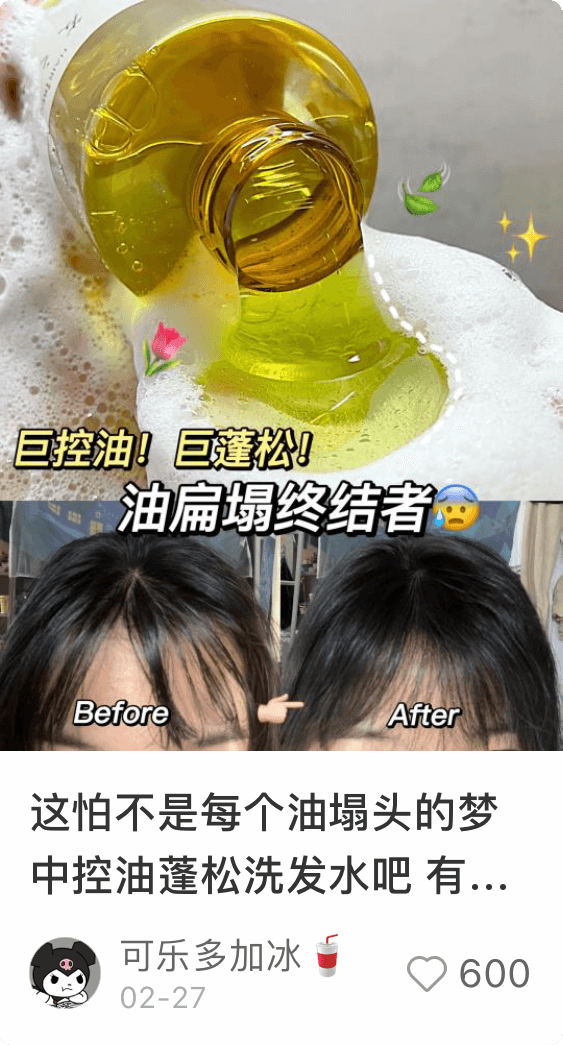 巨控油！巨蓬松！
油扁塌终结者
Before
After
这怕不是每个油塌头的梦
中控油蓬松洗发水吧 有...
可乐多加冰
02-27
600